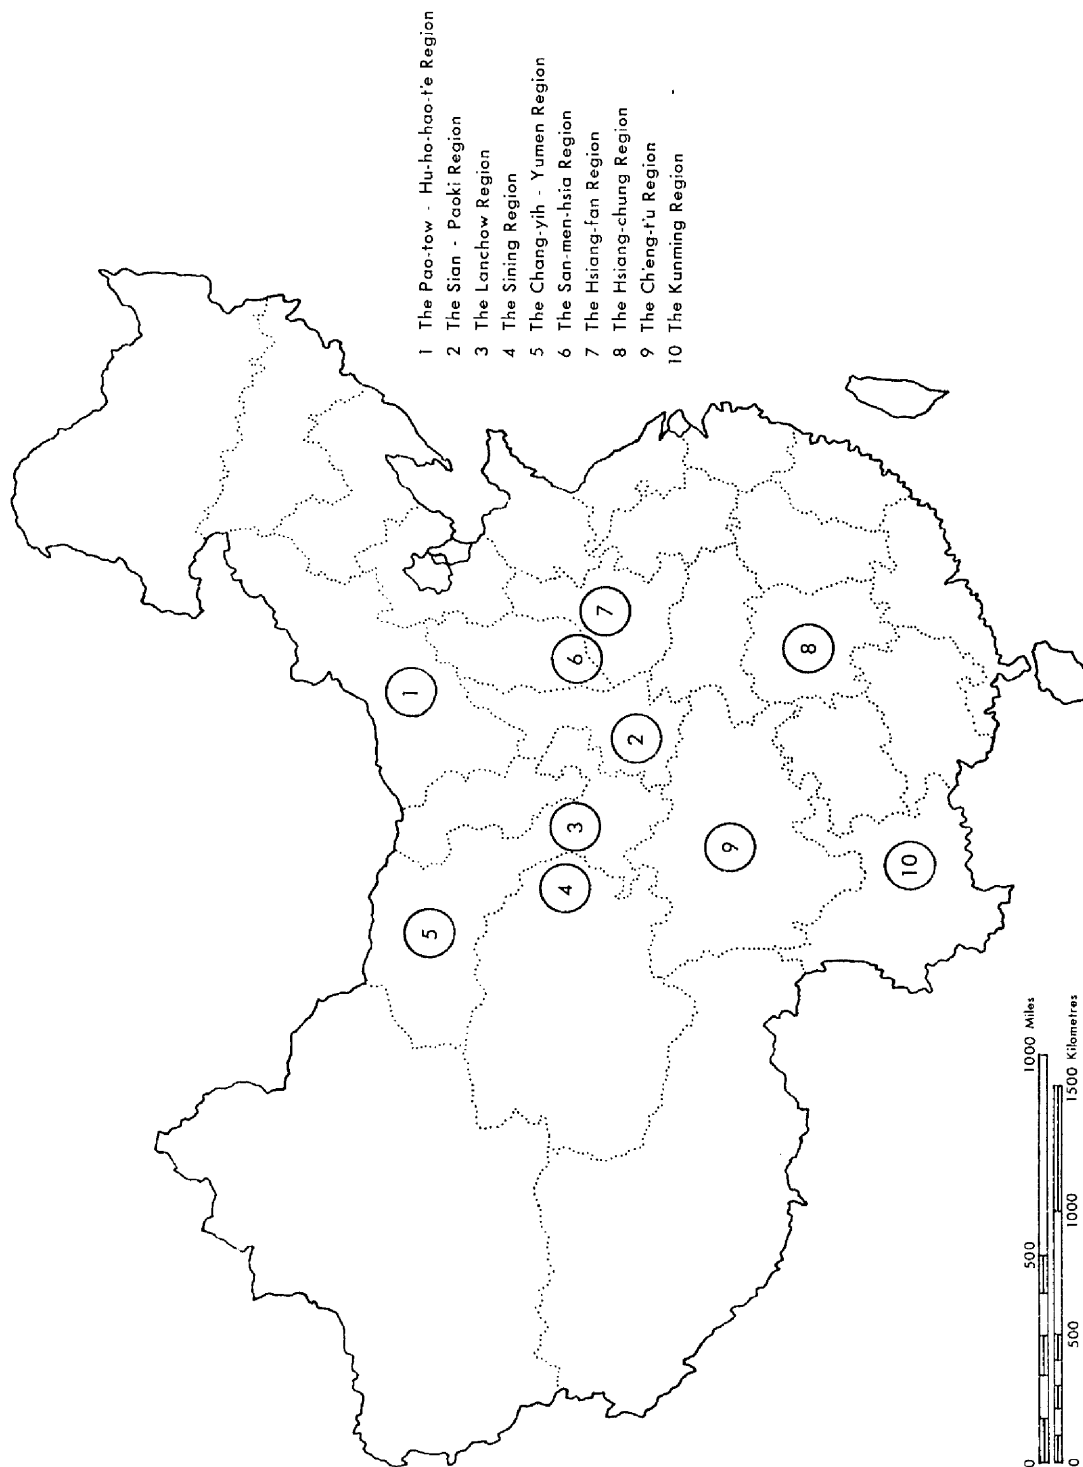 1 The Pao-tow - Hu-ho-hao-t'e Region
2 The Sian - Paoki Region
3 The Lanchow Region
4 The Sining Region
5 The Chang-yih - Yumen Region
6 The San-men-hsia Region
7 The Hsiang-fan Region
8 The Hsiang-chung Region
9 The Ch'eng-t'u Region
10 The Kunming Region
1
5
6
7
4
3
2
9
8
10
0 500 1000 Miles
0 500 1000 1500 Kilometres